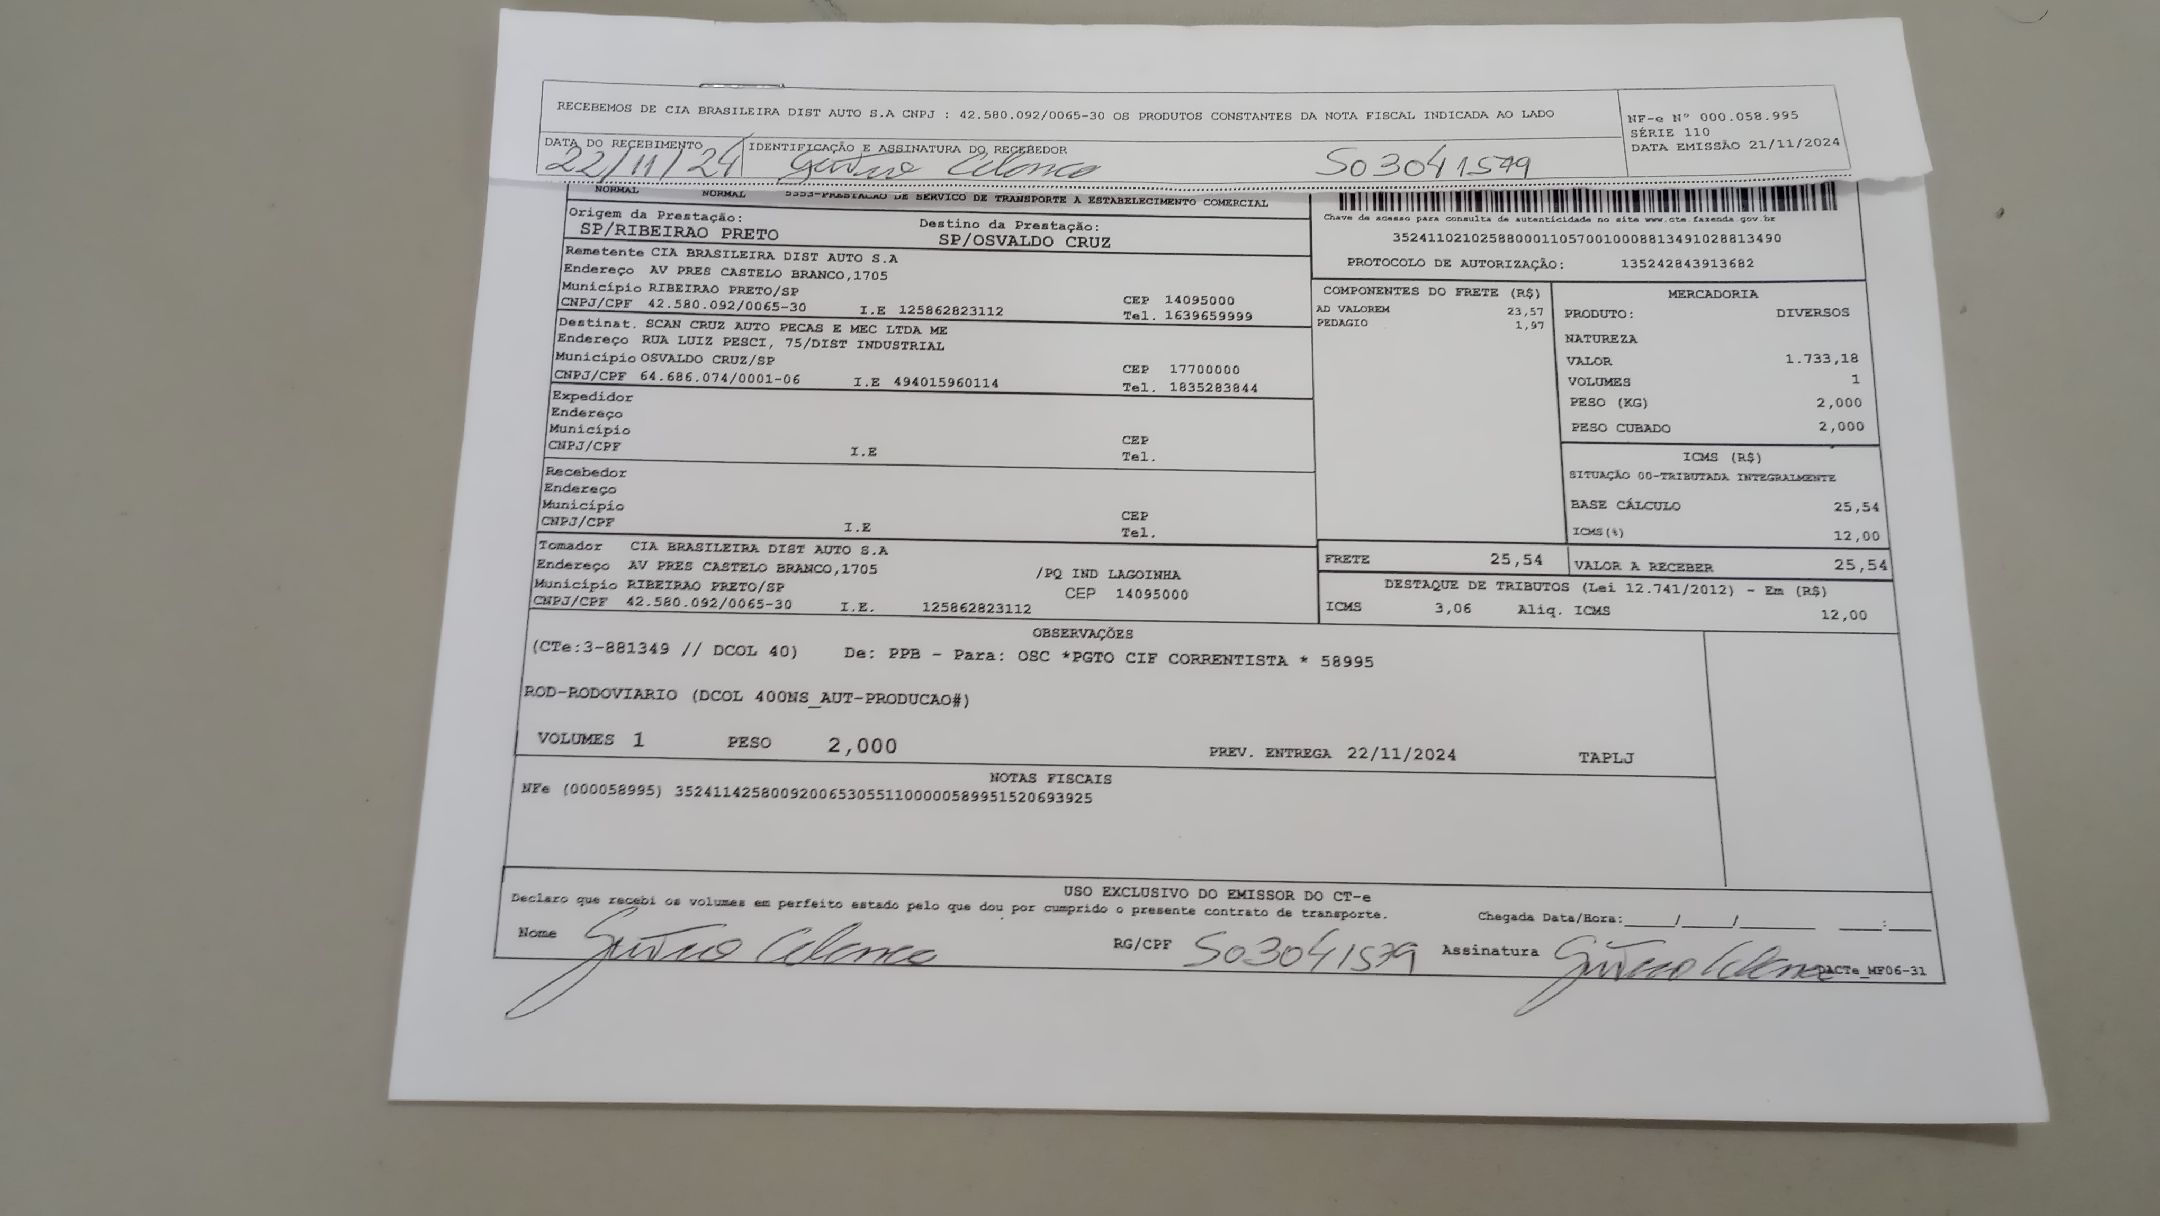 RECEBEMOS DE CIA BRASILEIRA DIST AUTO S.A CNPJ : 42.580.092/0065-30 OS PRODUTOS CONSTANTES DA NOTA FISCAL INDICADA AO LADO
NF-e Nº 000.058.995
SÉRIE 110
DATA EMISSÃO 21/11/2024
DATA DO RECEBIMENTO IDENTIFICAÇÃO E ASSINATURA DO RECEBEDOR
22/11/24 503041579
NORMAL NORMAL 5353-PRESTACAO DE SERVICO DE TRANSPORTE A ESTABELECIMENTO COMERCIAL
Origem da Prestação: Destino da Prestação:
SP/RIBEIRAO PRETO SP/OSVALDO CRUZ
Chave de acesso para consulta de autenticidade no site www.cte.fazenda.gov.br
35241102102588000110570010008813491028813490
PROTOCOLO DE AUTORIZAÇÃO: 135242843913682
Remetente CIA BRASILEIRA DIST AUTO S.A
Endereço AV PRES CASTELO BRANCO,1705
Município RIBEIRAO PRETO/SP CEP 14095000
CNPJ/CPF 42.580.092/0065-30 I.E 125862823112 Tel. 1639659999
Destinat. SCAN CRUZ AUTO PECAS E MEC LTDA ME
Endereço RUA LUIZ PESCI, 75/DIST INDUSTRIAL
Município OSVALDO CRUZ/SP CEP 17700000
CNPJ/CPF 64.686.074/0001-06 I.E 494015960114 Tel. 1835283844
Expedidor
Endereço
Município CEP
CNPJ/CPF I.E Tel.
Recebedor
Endereço
Município CEP
CNPJ/CPF I.E Tel.
Tomador CIA BRASILEIRA DIST AUTO S.A
Endereço AV PRES CASTELO BRANCO,1705 /PQ IND LAGOINHA
Município RIBEIRAO PRETO/SP CEP 14095000
CNPJ/CPF 42.580.092/0065-30 I.E. 125862823112
COMPONENTES DO FRETE (R$)
AD VALOREM 23,57
PEDAGIO 1,97
MERCADORIA
PRODUTO: DIVERSOS
NATUREZA
VALOR 1.733,18
VOLUMES 1
PESO (KG) 2,000
PESO CUBADO 2,000
ICMS (R$)
SITUAÇÃO 00-TRIBUTADA INTEGRALMENTE
BASE CÁLCULO 25,54
ICMS(%) 12,00
FRETE 25,54 VALOR A RECEBER 25,54
DESTAQUE DE TRIBUTOS (Lei 12.741/2012) - Em (R$)
ICMS 3,06 Aliq. ICMS 12,00
OBSERVAÇÕES
(CTe:3-881349 // DCOL 40) De: PPB - Para: OSC *PGTO CIF CORRENTISTA * 58995
ROD-RODOVIARIO (DCOL 400NS_AUT-PRODUCAO#)
VOLUMES 1 PESO 2,000 PREV. ENTREGA 22/11/2024 TAPLJ
NOTAS FISCAIS
NFe (000058995) 35241142580092006530551100000589951520693925
USO EXCLUSIVO DO EMISSOR DO CT-e
Declaro que recebi os volumes em perfeito estado pelo que dou por cumprido o presente contrato de transporte. Chegada Data/Hora:____/____/______ ____:____
Nome RG/CPF 503041579 Assinatura
DACTe_MF06-31